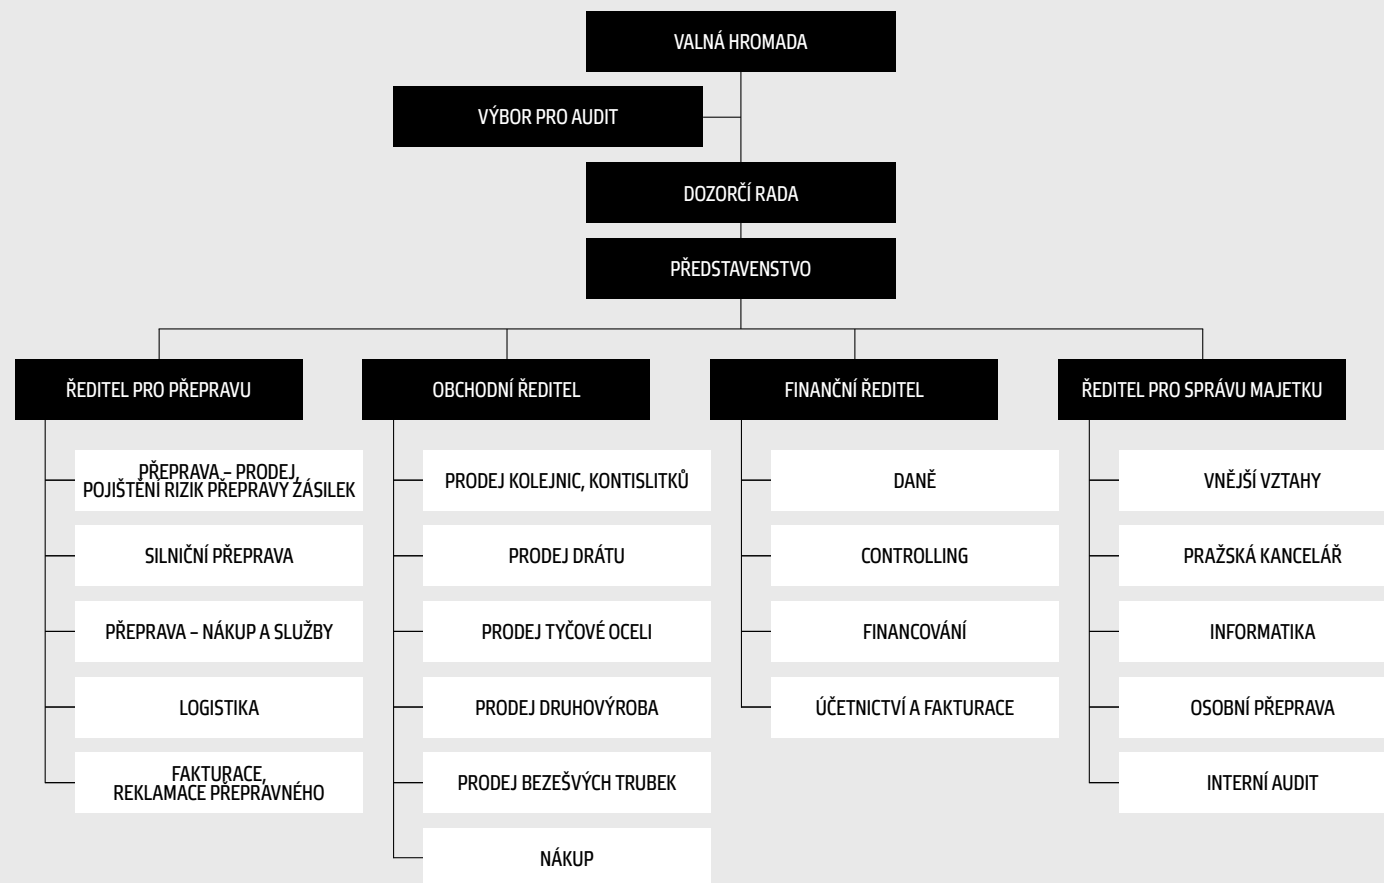 VALNÁ HROMADA
VÝBOR PRO AUDIT
DOZORČÍ RADA
PŘEDSTAVENSTVO
ŘEDITEL PRO PŘEPRAVU
PŘEPRAVA – PRODEJ,
POJIŠTĚNÍ RIZIK PŘEPRAVY ZÁSILEK
SILNIČNÍ PŘEPRAVA
PŘEPRAVA – NÁKUP A SLUŽBY
LOGISTIKA
FAKTURACE,
REKLAMACE PŘEPRAVNÉHO
OBCHODNÍ ŘEDITEL
PRODEJ KOLEJNIC, KONTISLITKŮ
PRODEJ DRÁTU
PRODEJ TYČOVÉ OCELI
PRODEJ DRUHOVÝROBA
PRODEJ BEZEŠVÝCH TRUBEK
NÁKUP
FINANČNÍ ŘEDITEL
DANĚ
CONTROLLING
FINANCOVÁNÍ
ÚČETNICTVÍ A FAKTURACE
ŘEDITEL PRO SPRÁVU MAJETKU
VNĚJŠÍ VZTAHY
PRAŽSKÁ KANCELÁŘ
INFORMATIKA
OSOBNÍ PŘEPRAVA
INTERNÍ AUDIT